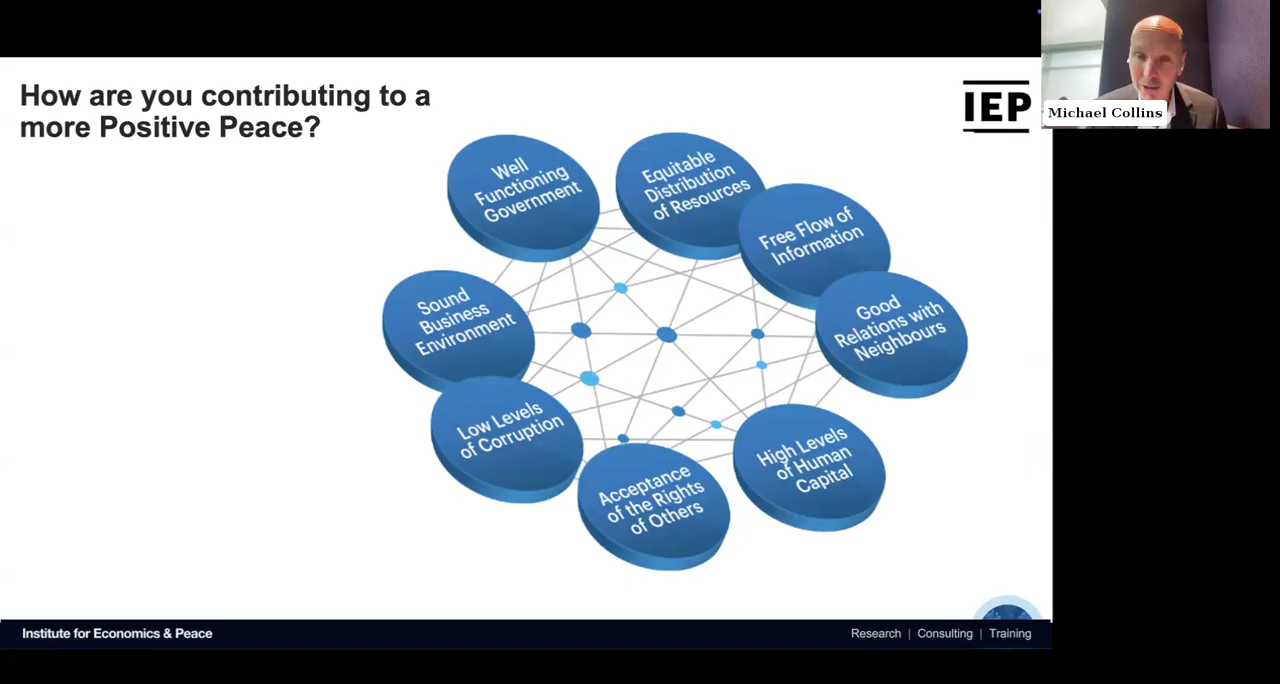 How are you contributing to a
more Positive Peace?
IEP
Michael Collins
Well
Functioning
Government
Equitable
Distribution
of Resources
Free Flow of
Information
Good
Relations with
Neighbours
Sound
Business
Environment
Low Levels
of Corruption
High Levels
of Human
Capital
Acceptance
of the Rights
of Others
Institute for Economics & Peace
Research | Consulting | Training